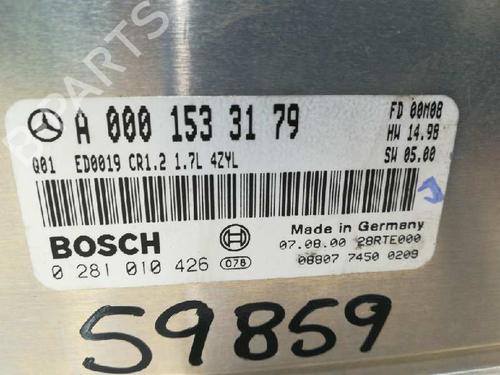 A 000 153 31 79
FD 00M08
HW 14.98
Q01 ED0019 CR1.2 1.7L 4ZYL
SW 05.00
BOSCH
Made in Germany
07.08.00 28RTE000
0 281 010 426 078
08807 7450 0209
59859
B-PARTS